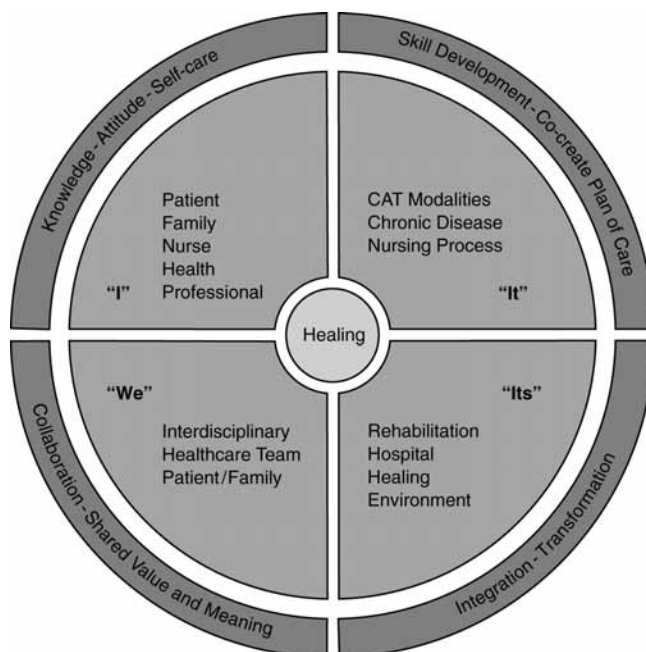 Knowledge - Attitude - Self-care
Skill Development - Co-create Plan of Care
Patient
Family
Nurse
Health
Professional
“I”
CAT Modalities
Chronic Disease
Nursing Process
“It”
Healing
“We”
Interdisciplinary
Healthcare Team
Patient/Family
“Its”
Rehabilitation
Hospital
Healing
Environment
Collaboration - Shared Value and Meaning
Integration - Transformation